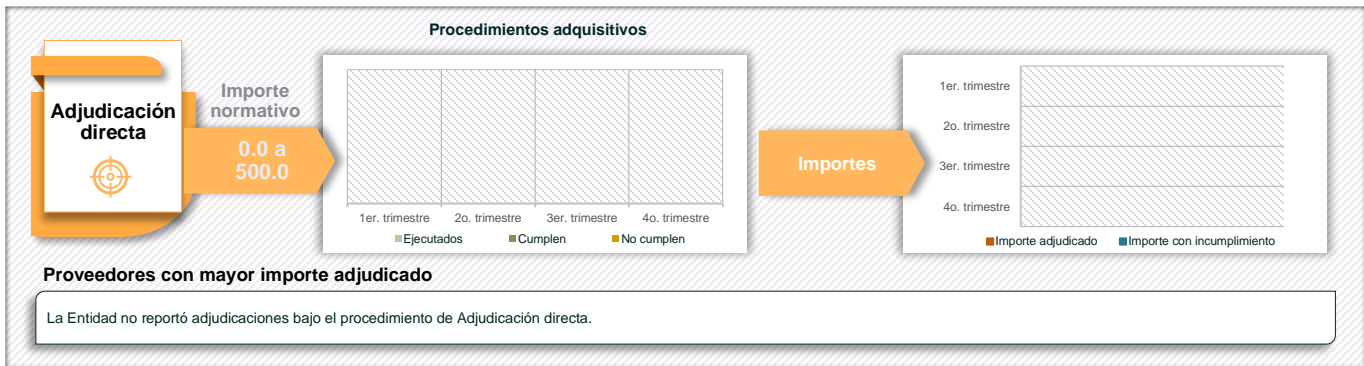 Procedimientos adquisitivos
Adjudicación
directa
Importe
normativo
0.0 a
500.0
1er. trimestre
2o. trimestre
3er. trimestre
4o. trimestre
Ejecutados
Cumplen
No cumplen
Importes
1er. trimestre
2o. trimestre
3er. trimestre
4o. trimestre
Importe adjudicado
Importe con incumplimiento
Proveedores con mayor importe adjudicado
La Entidad no reportó adjudicaciones bajo el procedimiento de Adjudicación directa.